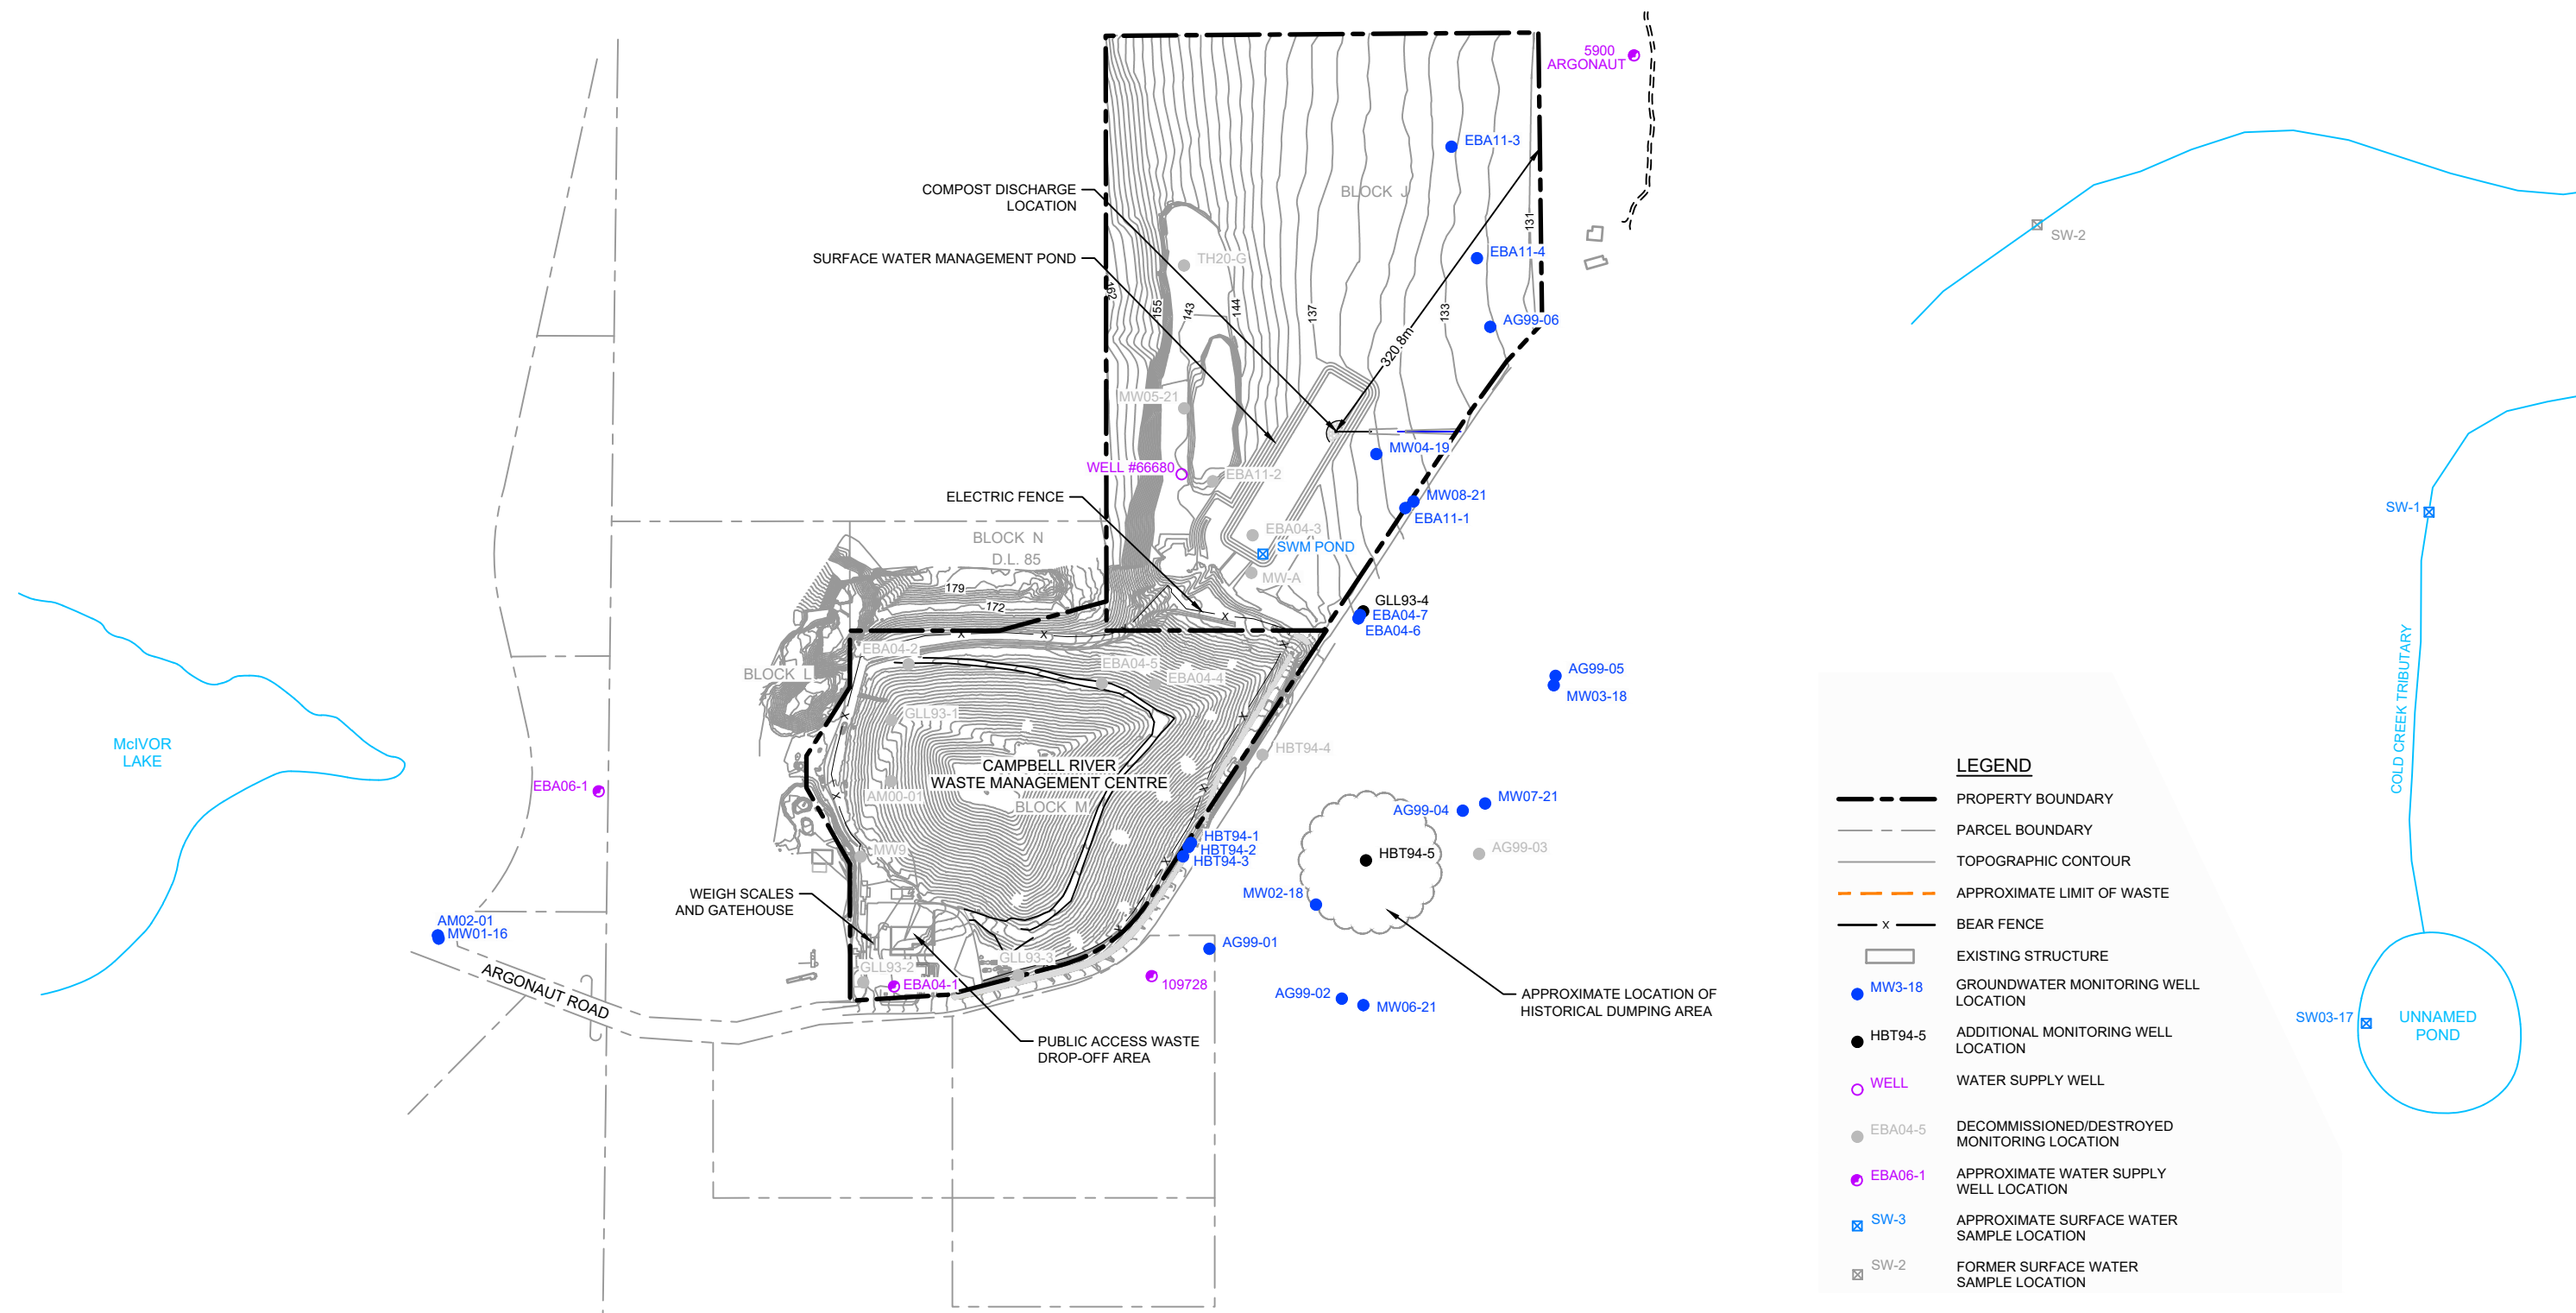 5900
ARGONAUT
EBA11-3
COMPOST DISCHARGE
LOCATION
BLOCK J
131
SW-2
EBA11-4
SURFACE WATER MANAGEMENT POND
TH20-G
162
155
143
144
137
133
AG99-06
320.8m
MW05-21
MW04-19
WELL #66680
EBA11-2
ELECTRIC FENCE
MW08-21
EBA11-1
SW-1
EBA04-3
BLOCK N
D.L. 85
SWM POND
MW-A
179
172
GLL93-4
EBA04-7
EBA04-6
X
X
X
EBA04-2
EBA04-5
EBA04-4
BLOCK L
AG99-05
MW03-18
COLD CREEK TRIBUTARY
GLL93-1
HBT94-4
McIVOR
LAKE
CAMPBELL RIVER
WASTE MANAGEMENT CENTRE
BLOCK M
EBA06-1
AM00-01
AG99-04
MW07-21
HBT94-1
HBT94-2
HBT94-3
MW9
HBT94-5
AG99-03
WEIGH SCALES
AND GATEHOUSE
MW02-18
AM02-01
MW01-16
AG99-01
GLL93-3
GLL93-2
EBA04-1
109728
ARGONAUT ROAD
AG99-02
MW06-21
APPROXIMATE LOCATION OF
HISTORICAL DUMPING AREA
PUBLIC ACCESS WASTE
DROP-OFF AREA
SW03-17
UNNAMED
POND
LEGEND
PROPERTY BOUNDARY
PARCEL BOUNDARY
TOPOGRAPHIC CONTOUR
APPROXIMATE LIMIT OF WASTE
X
BEAR FENCE
EXISTING STRUCTURE
MW3-18
GROUNDWATER MONITORING WELL
LOCATION
HBT94-5
ADDITIONAL MONITORING WELL
LOCATION
WELL
WATER SUPPLY WELL
EBA04-5
DECOMMISSIONED/DESTROYED
MONITORING LOCATION
EBA06-1
APPROXIMATE WATER SUPPLY
WELL LOCATION
SW-3
APPROXIMATE SURFACE WATER
SAMPLE LOCATION
SW-2
FORMER SURFACE WATER
SAMPLE LOCATION